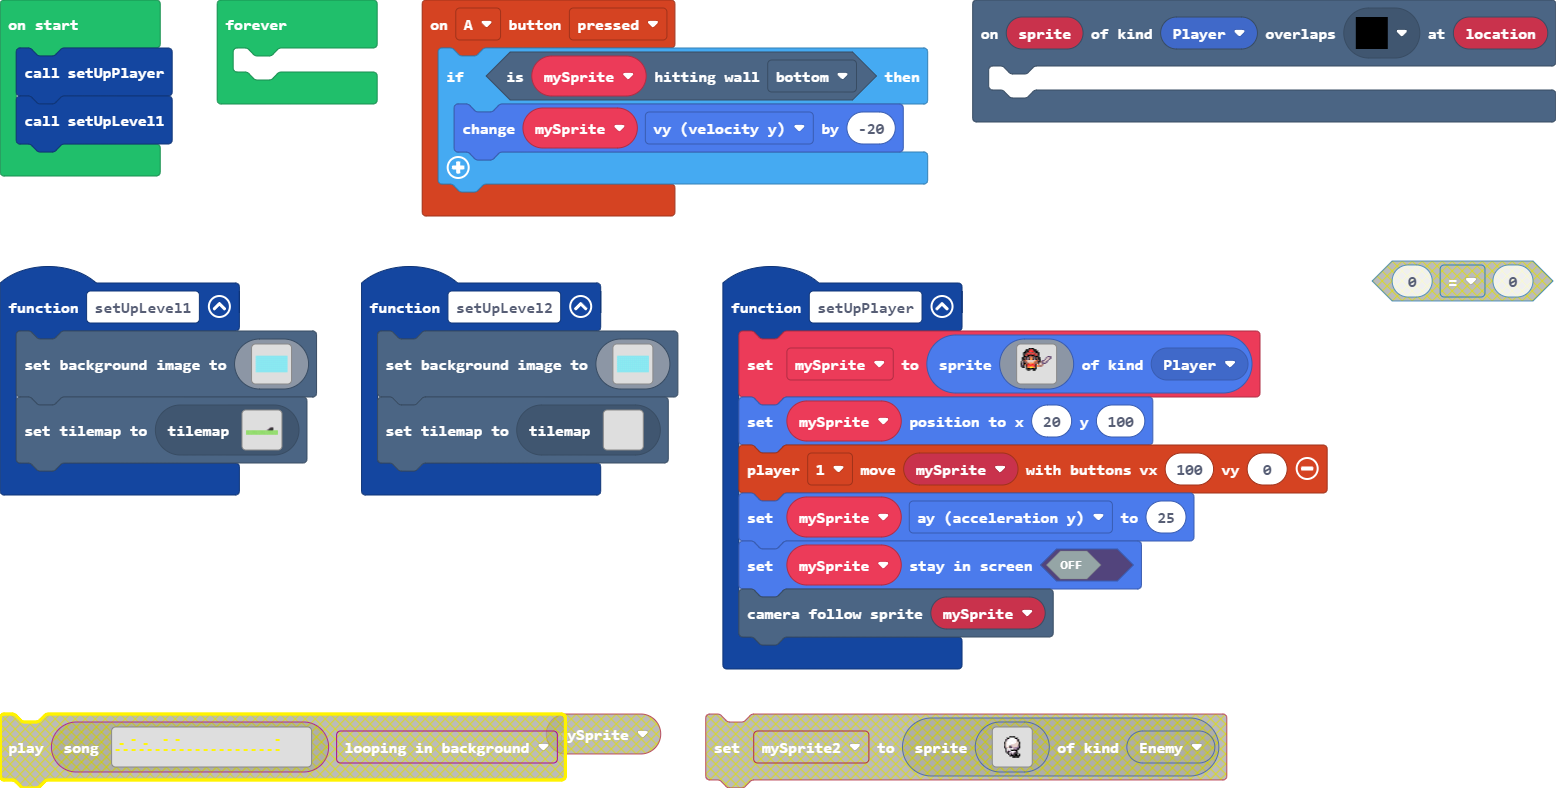 on start
call setUpPlayer
call setUpLevel1
forever
on A button pressed
if is mySprite hitting wall bottom then
change mySprite vy (velocity y) by -20
on sprite of kind Player overlaps at location
function setUpLevel1
set background image to
set tilemap to tilemap
function setUpLevel2
set background image to
set tilemap to tilemap
function setUpPlayer
set mySprite to sprite of kind Player
set mySprite position to x 20 y 100
player 1 move mySprite with buttons vx 100 vy 0
set mySprite ay (acceleration y) to 25
set mySprite stay in screen OFF
camera follow sprite mySprite
0 = 0
play song looping in background
ySprite
set mySprite2 to sprite of kind Enemy